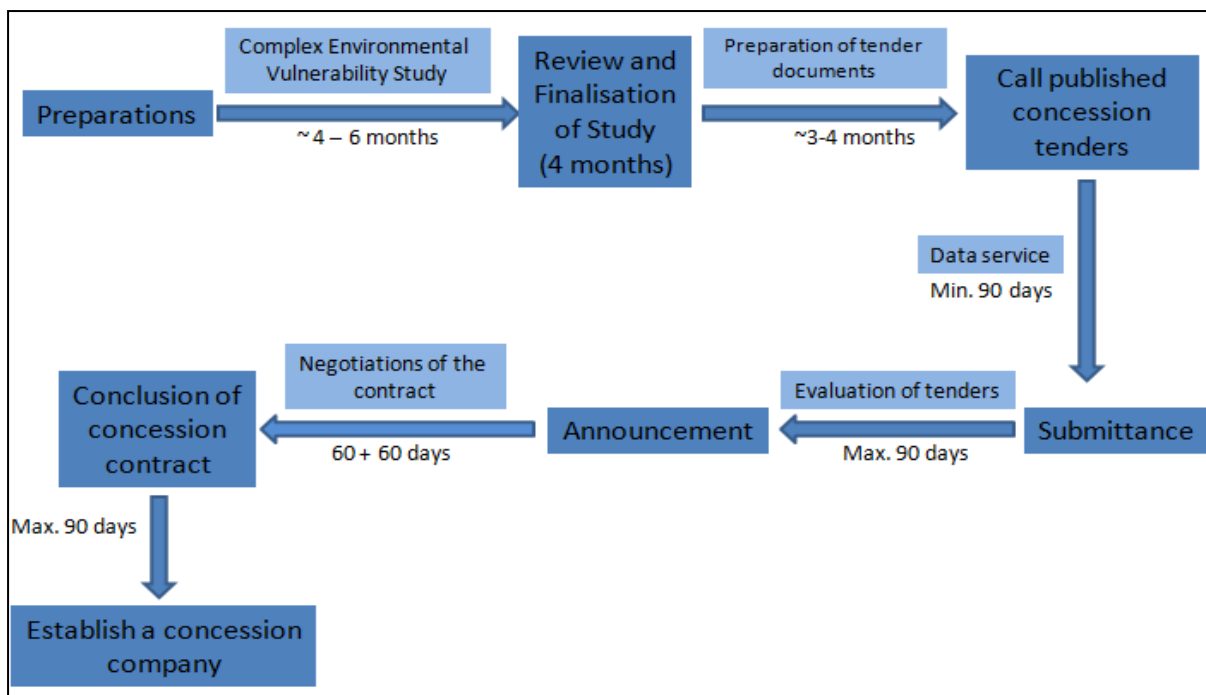 Preparations
Complex Environmental
Vulnerability Study
~ 4 – 6 months
Review and
Finalisation
of Study
(4 months)
Preparation of tender
documents
~3-4 months
Call published
concession
tenders
Data service
Min. 90 days
Submittance
Evaluation of tenders
Max. 90 days
Announcement
Negotiations of the
contract
60 + 60 days
Conclusion of
concession
contract
Max. 90 days
Establish a concession
company